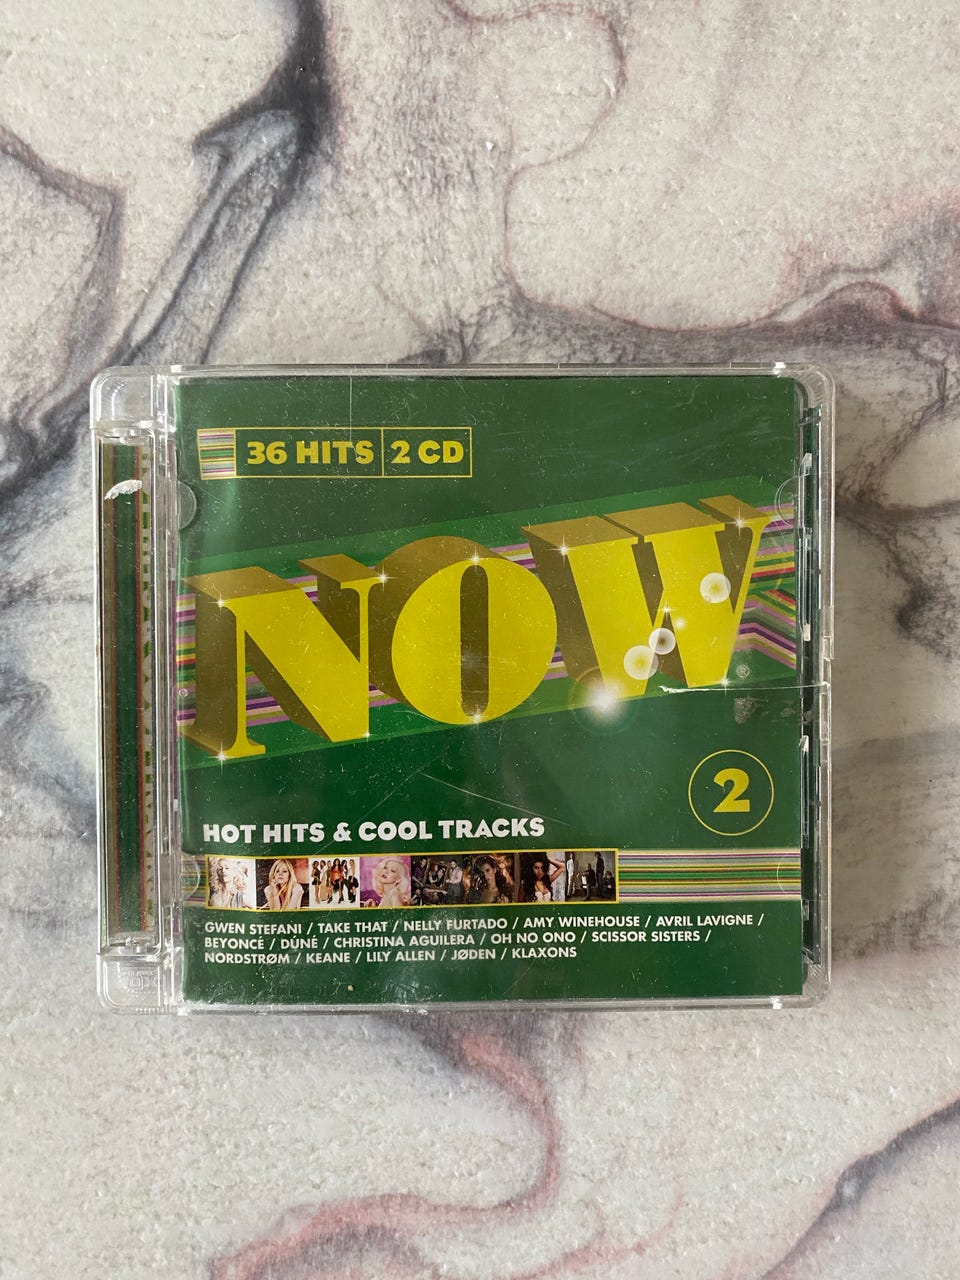 36 HITS 2 CD
NOW
®
2
HOT HITS & COOL TRACKS
GWEN STEFANI / TAKE THAT / NELLY FURTADO / AMY WINEHOUSE / AVRIL LAVIGNE /
BEYONCÉ / DÚNÉ / CHRISTINA AGUILERA / OH NO ONO / SCISSOR SISTERS /
NORDSTRØM / KEANE / LILY ALLEN / JØDEN / KLAXONS